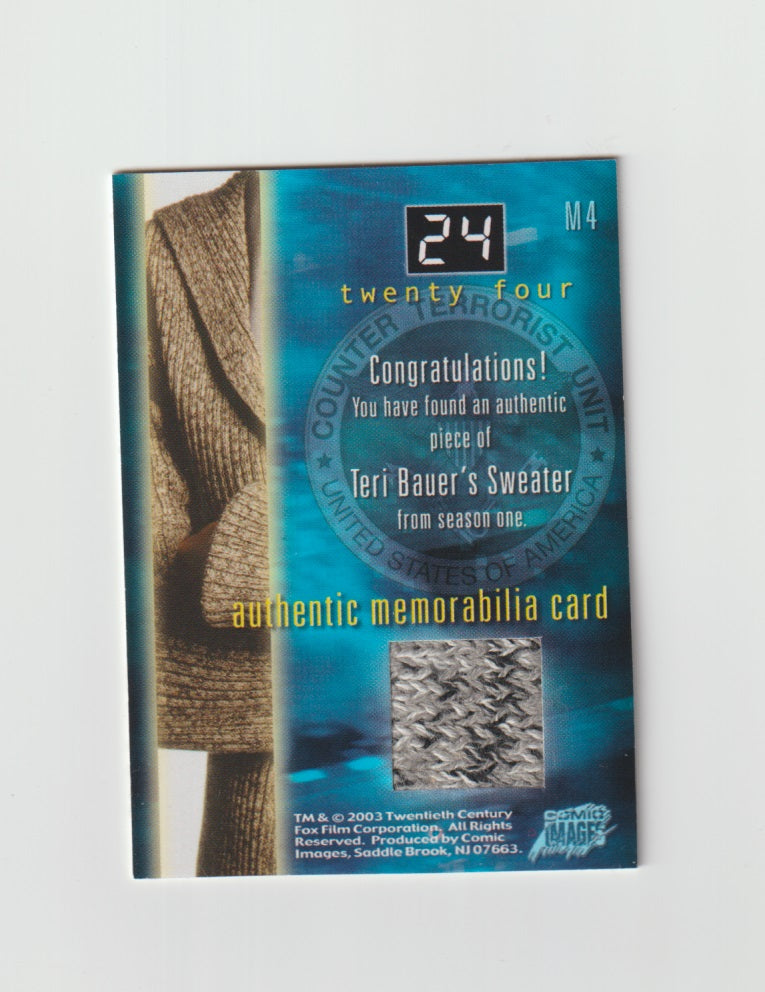 M4
24
twenty four
COUNTER TERRORIST UNIT
UNITED STATES OF AMERICA
Congratulations!
You have found an authentic
piece of
Teri Bauer's Sweater
from season one.
authentic memorabilia card
TM & © 2003 Twentieth Century
Fox Film Corporation. All Rights
Reserved. Produced by Comic
Images, Saddle Brook, NJ 07663.
COMIC
IMAGES